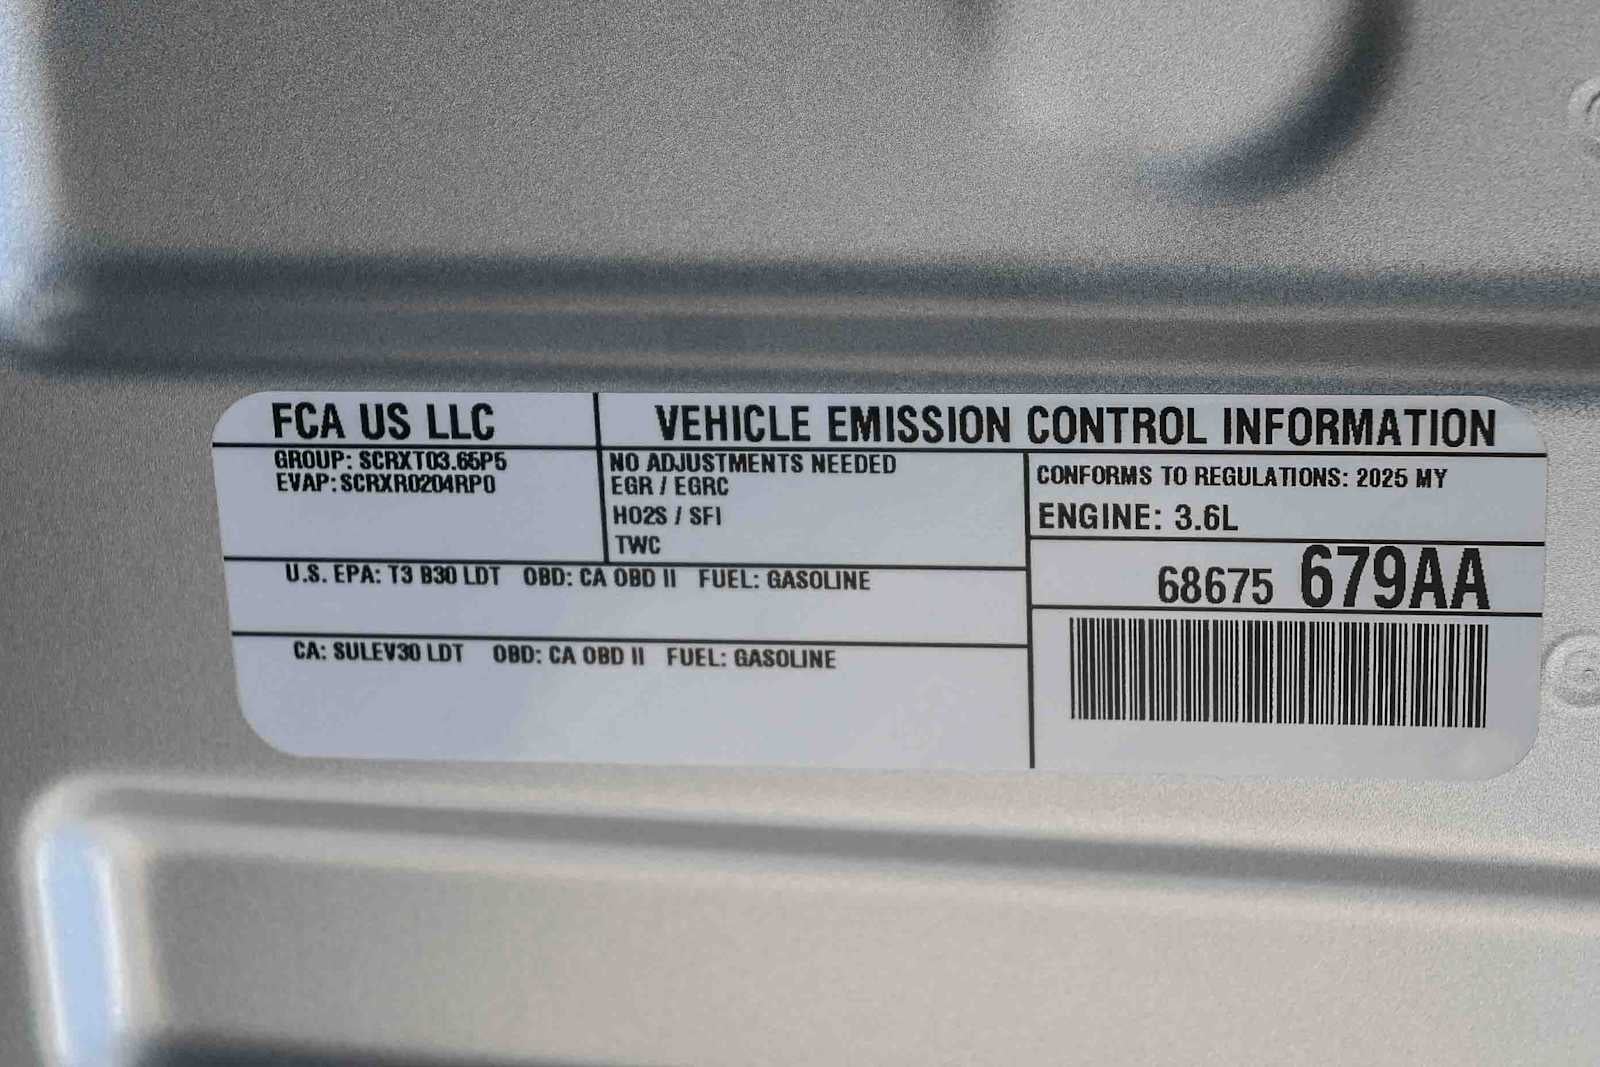 FCA US LLC
VEHICLE EMISSION CONTROL INFORMATION
GROUP: SCRXT03.65P5
EVAP: SCRXR0204RP0
NO ADJUSTMENTS NEEDED
EGR / EGRC
HO2S / SFI
TWC
CONFORMS TO REGULATIONS: 2025 MY
ENGINE: 3.6L
68675 679AA
U.S. EPA: T3 B30 LDT OBD: CA OBD II FUEL: GASOLINE
CA: SULEV30 LDT OBD: CA OBD II FUEL: GASOLINE